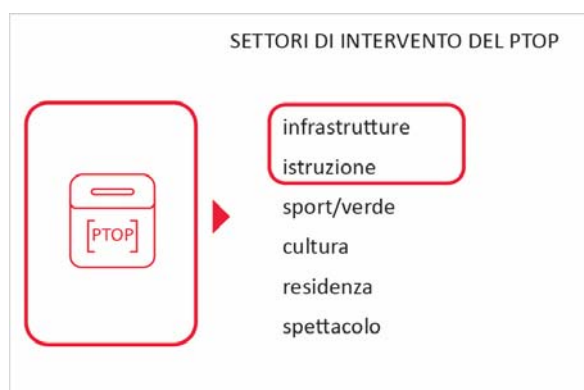 SETTORI DI INTERVENTO DEL PTOP
[PTOP]
infrastrutture
istruzione
sport/verde
cultura
residenza
spettacolo